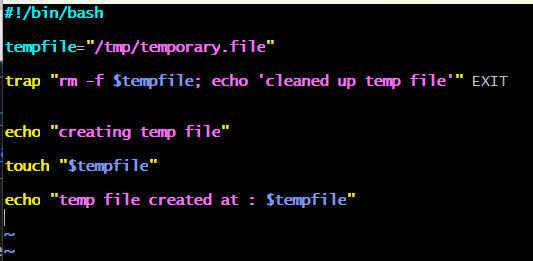 #!/bin/bash
tempfile="/tmp/temporary.file"
trap "rm -f $tempfile; echo 'cleaned up temp file'" EXIT
echo "creating temp file"
touch "$tempfile"
echo "temp file created at : $tempfile"
~
~